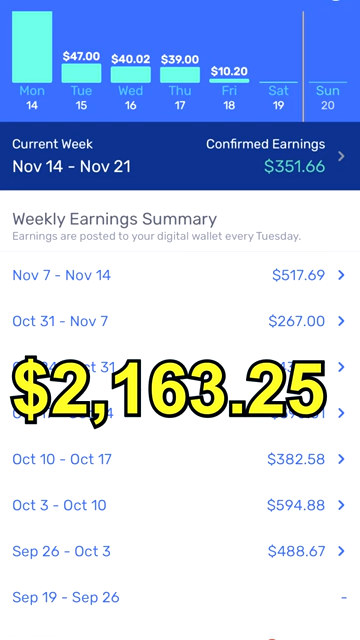 $47.00 $40.02 $39.00 $10.20
Mon Tue Wed Thu Fri Sat Sun
14 15 16 17 18 19 20
Current Week Confirmed Earnings
Nov 14 - Nov 21 $351.66
Weekly Earnings Summary
Earnings are posted to your digital wallet every Tuesday.
Nov 7 - Nov 14 $517.69
Oct 31 - Nov 7 $267.00
$2,163.25
Oct 10 - Oct 17 $382.58
Oct 3 - Oct 10 $594.88
Sep 26 - Oct 3 $488.67
Sep 19 - Sep 26 -